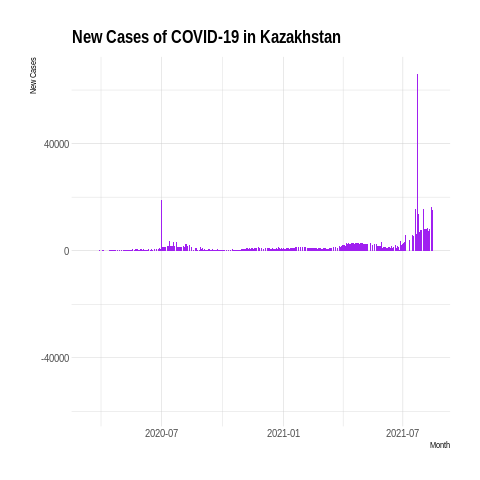 New Cases of COVID-19 in Kazakhstan
New Cases
40000
0
-40000
2020-07
2021-01
2021-07
Month